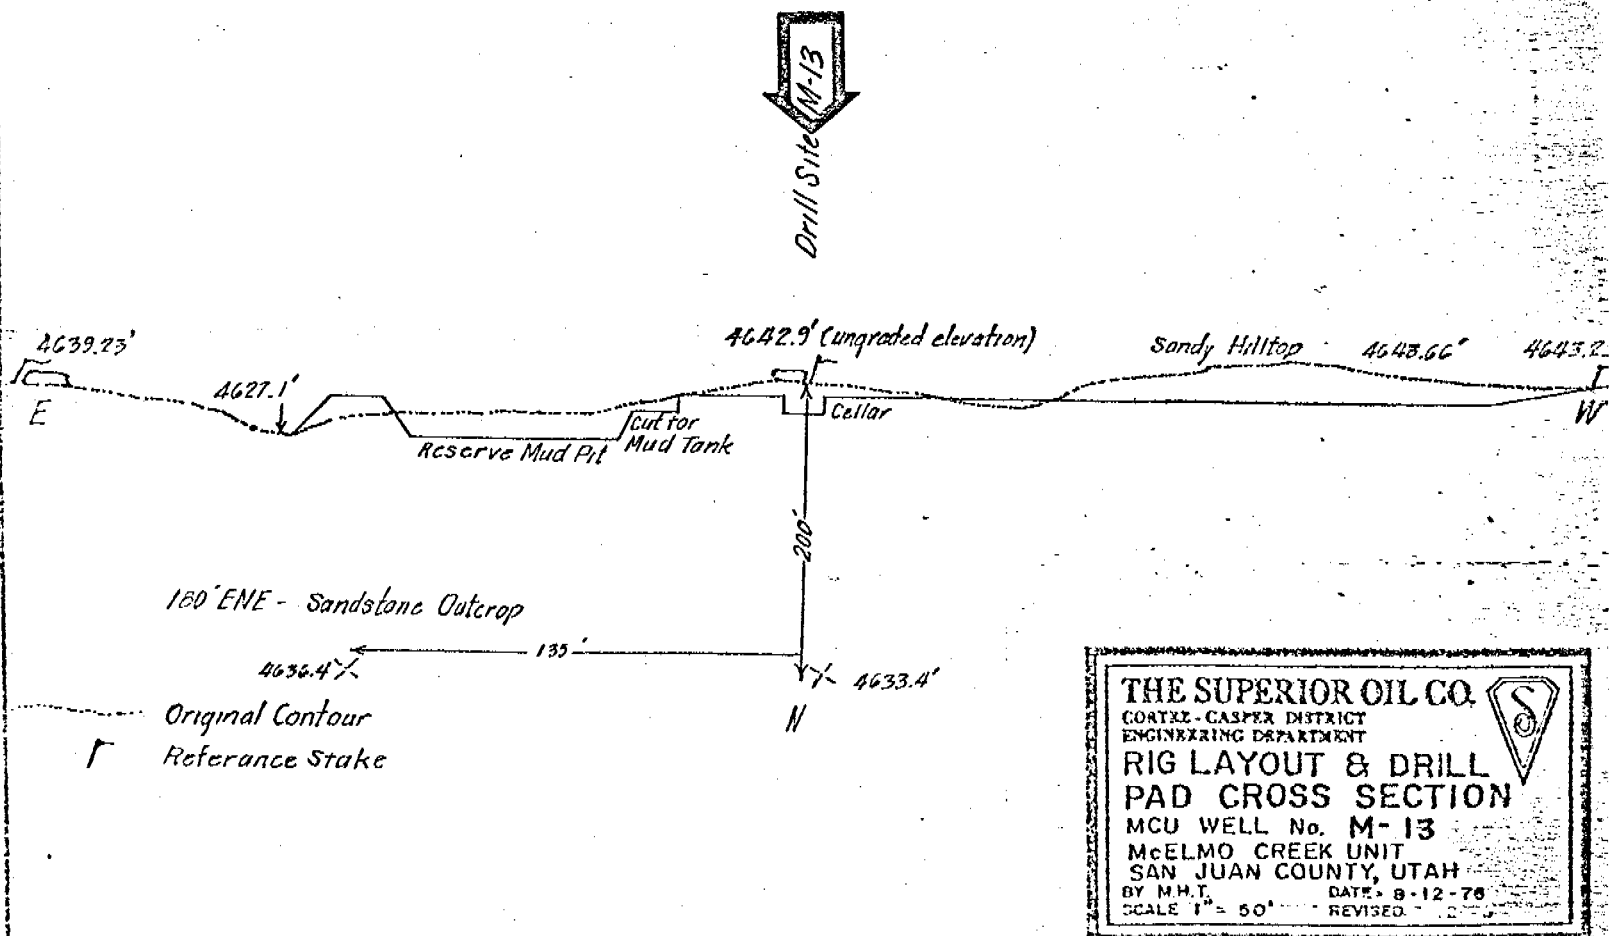 M-13
Drill Site
4639.23'
E
4627.1'
4642.9' (ungraded elevation)
Sandy Hilltop
4643.66'
4643.2
W
Cellar
Cut for
Mud Tank
Reserve Mud Pit
200'
180' ENE - Sandstone Outcrop
135'
4636.4'
4633.4'
N
Original Contour
Referance Stake
THE SUPERIOR OIL CO.
S
CORTEZ-CASPER DISTRICT
ENGINEERING DEPARTMENT
RIG LAYOUT & DRILL
PAD CROSS SECTION
MCU WELL No. M-13
McELMO CREEK UNIT
SAN JUAN COUNTY, UTAH
BY M.H.T. DATE: 8-12-76
SCALE 1" = 50' REVISED